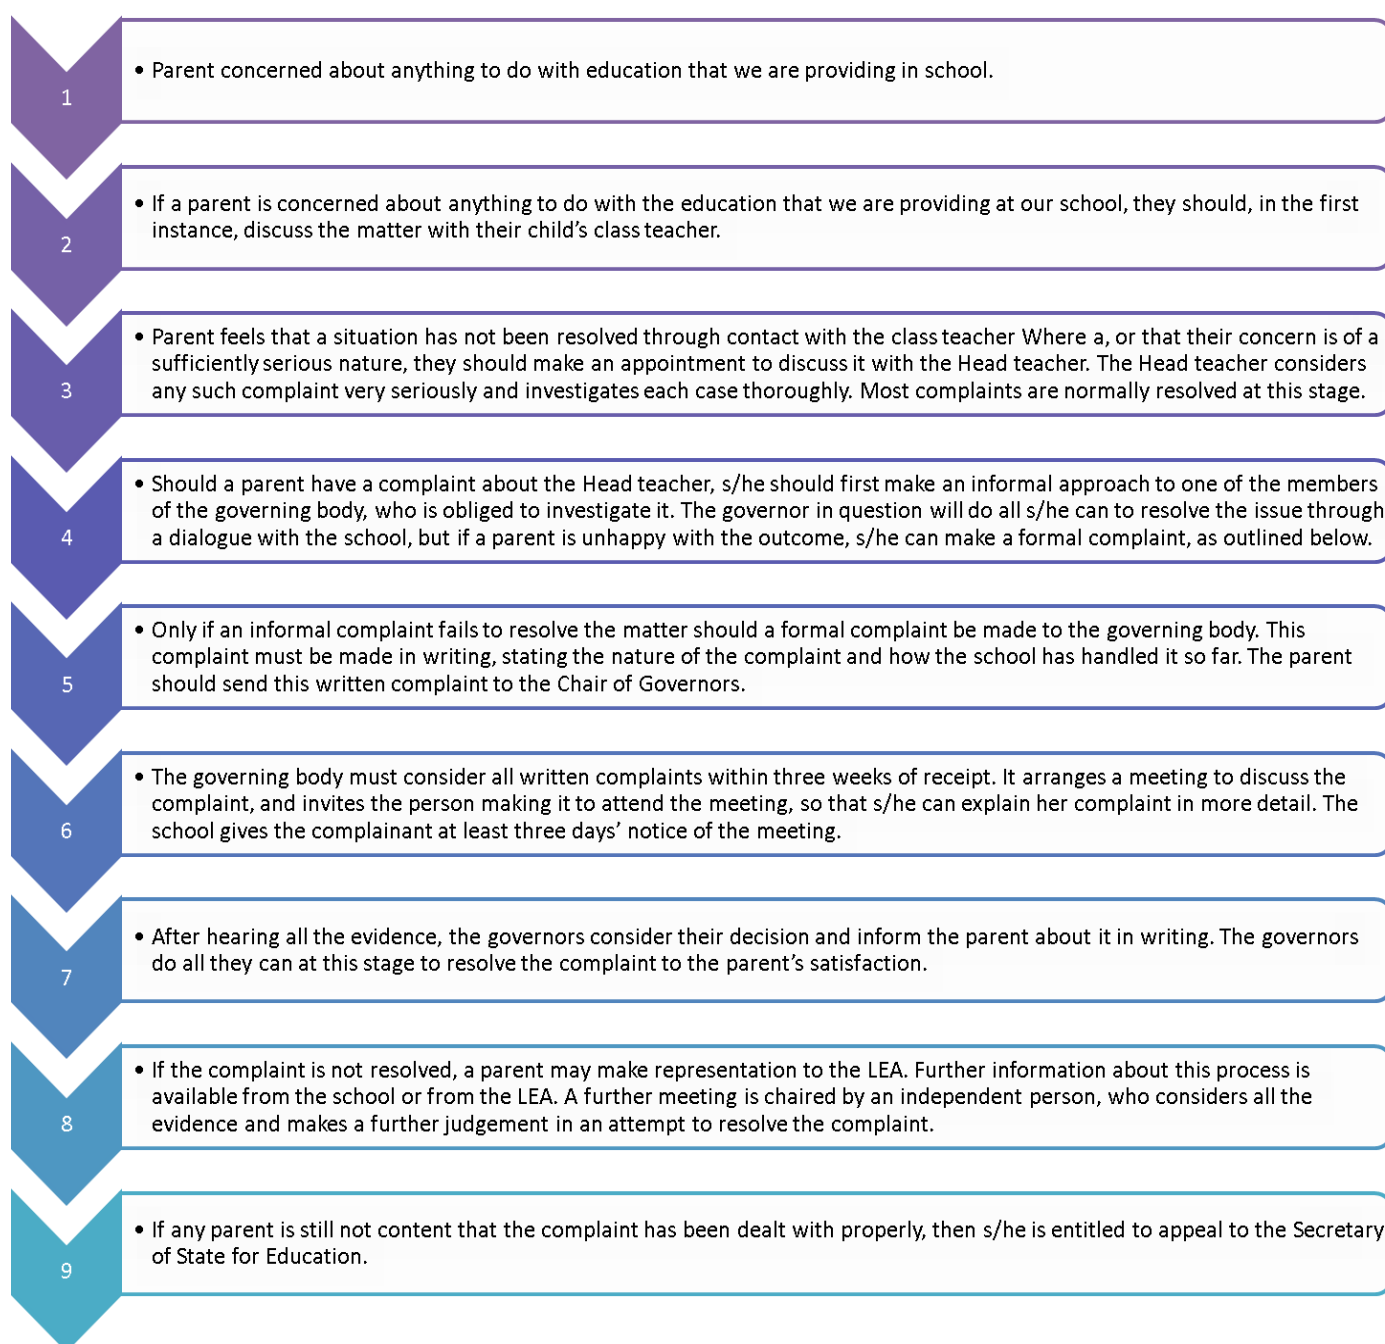 1
• Parent concerned about anything to do with education that we are providing in school.
2
• If a parent is concerned about anything to do with the education that we are providing at our school, they should, in the first
instance, discuss the matter with their child's class teacher.
3
• Parent feels that a situation has not been resolved through contact with the class teacher Where a, or that their concern is of a
sufficiently serious nature, they should make an appointment to discuss it with the Head teacher. The Head teacher considers
any such complaint very seriously and investigates each case thoroughly. Most complaints are normally resolved at this stage.
4
• Should a parent have a complaint about the Head teacher, s/he should first make an informal approach to one of the members
of the governing body, who is obliged to investigate it. The governor in question will do all s/he can to resolve the issue through
a dialogue with the school, but if a parent is unhappy with the outcome, s/he can make a formal complaint, as outlined below.
5
• Only if an informal complaint fails to resolve the matter should a formal complaint be made to the governing body. This
complaint must be made in writing, stating the nature of the complaint and how the school has handled it so far. The parent
should send this written complaint to the Chair of Governors.
6
• The governing body must consider all written complaints within three weeks of receipt. It arranges a meeting to discuss the
complaint, and invites the person making it to attend the meeting, so that s/he can explain her complaint in more detail. The
school gives the complainant at least three days' notice of the meeting.
7
• After hearing all the evidence, the governors consider their decision and inform the parent about it in writing. The governors
do all they can at this stage to resolve the complaint to the parent's satisfaction.
8
• If the complaint is not resolved, a parent may make representation to the LEA. Further information about this process is
available from the school or from the LEA. A further meeting is chaired by an independent person, who considers all the
evidence and makes a further judgement in an attempt to resolve the complaint.
9
• If any parent is still not content that the complaint has been dealt with properly, then s/he is entitled to appeal to the Secretary
of State for Education.